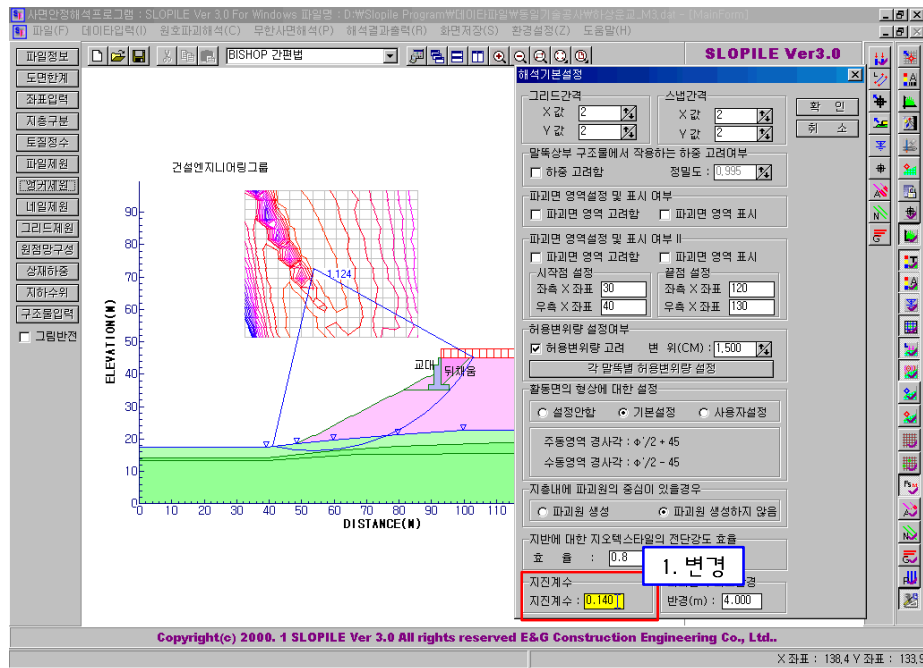 사면안정해석프로그램 : SLOPILE Ver 3.0 For Windows 파일명 : D:\Slopile Program\데이타파일\동일기술공사\하상운교_M3.dat - [Main Form]
파일(F) 데이타입력(I) 원호파괴해석(C) 무한사면해석(P) 해석결과출력(R) 화면저장(S) 환경설정(Z) 도움말(H)
BISHOP 간편법
SLOPILE Ver3.0
파일정보
도면한계
좌표입력
지층구분
토질정수
파일제원
앵커제원
네일제원
그리드제원
원점망구성
상재하중
지하수위
구조물입력
그림반전
건설엔지니어링그룹
1.124
교대
뒤채움
ELEVATION(M)
90
80
70
60
50
40
30
20
10
0 10 20 30 40 50 60 70 80 90 100 110
DISTANCE(M)
해석기본설정
그리드간격
X 값 2
Y 값 2
스냅간격
X 값 2
Y 값 2
확 인
취 소
말뚝상부 구조물에서 작용하는 하중 고려여부
하중 고려함 정밀도 : 0.995
파괴면 영역설정 및 표시 여부
파괴면 영역 고려함 파괴면 영역 표시
파괴면 영역설정 및 표시 여부 II
파괴면 영역 고려함 파괴면 영역 표시
시작점 설정
좌측 X 좌표 30
우측 X 좌표 40
끝점 설정
좌측 X 좌표 120
우측 X 좌표 130
허용변위량 설정여부
허용변위량 고려 변 위(CM) : 1,500
각 말뚝별 허용변위량 설정
활동면의 형상에 대한 설정
설정안함 기본설정 사용자설정
주동영역 경사각 : Φ'/2 + 45
수동영역 경사각 : Φ'/2 - 45
지층내에 파괴원의 중심이 있을경우
파괴원 생성 파괴원 생성하지 않음
지반에 대한 지오텍스타일의 전단강도 효율
효 율 : 0.8
1. 변경
지진계수
지진계수 : 0.140
반경(m) : 4.000
Copyright(c) 2000. 1 SLOPILE Ver 3.0 All rights reserved E&G Construction Engineering Co., Ltd..
X 좌표 : 138.4 Y 좌표 : 133.9